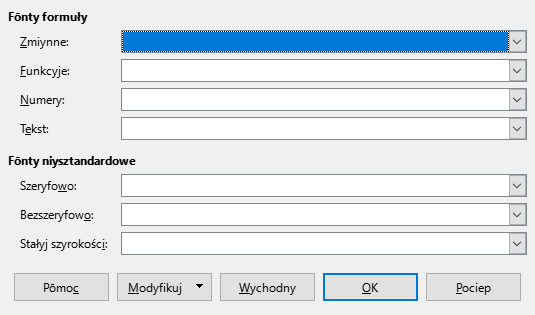 Fōnty formuły
Zmiynne:
Funkcyje:
Numery:
Tekst:
Fōnty niysztandardowe
Szeryfowo:
Bezszeryfowo:
Stałyj szyrokości:
Pōmoc
Modyfikuj
Wychodny
OK
Pociep